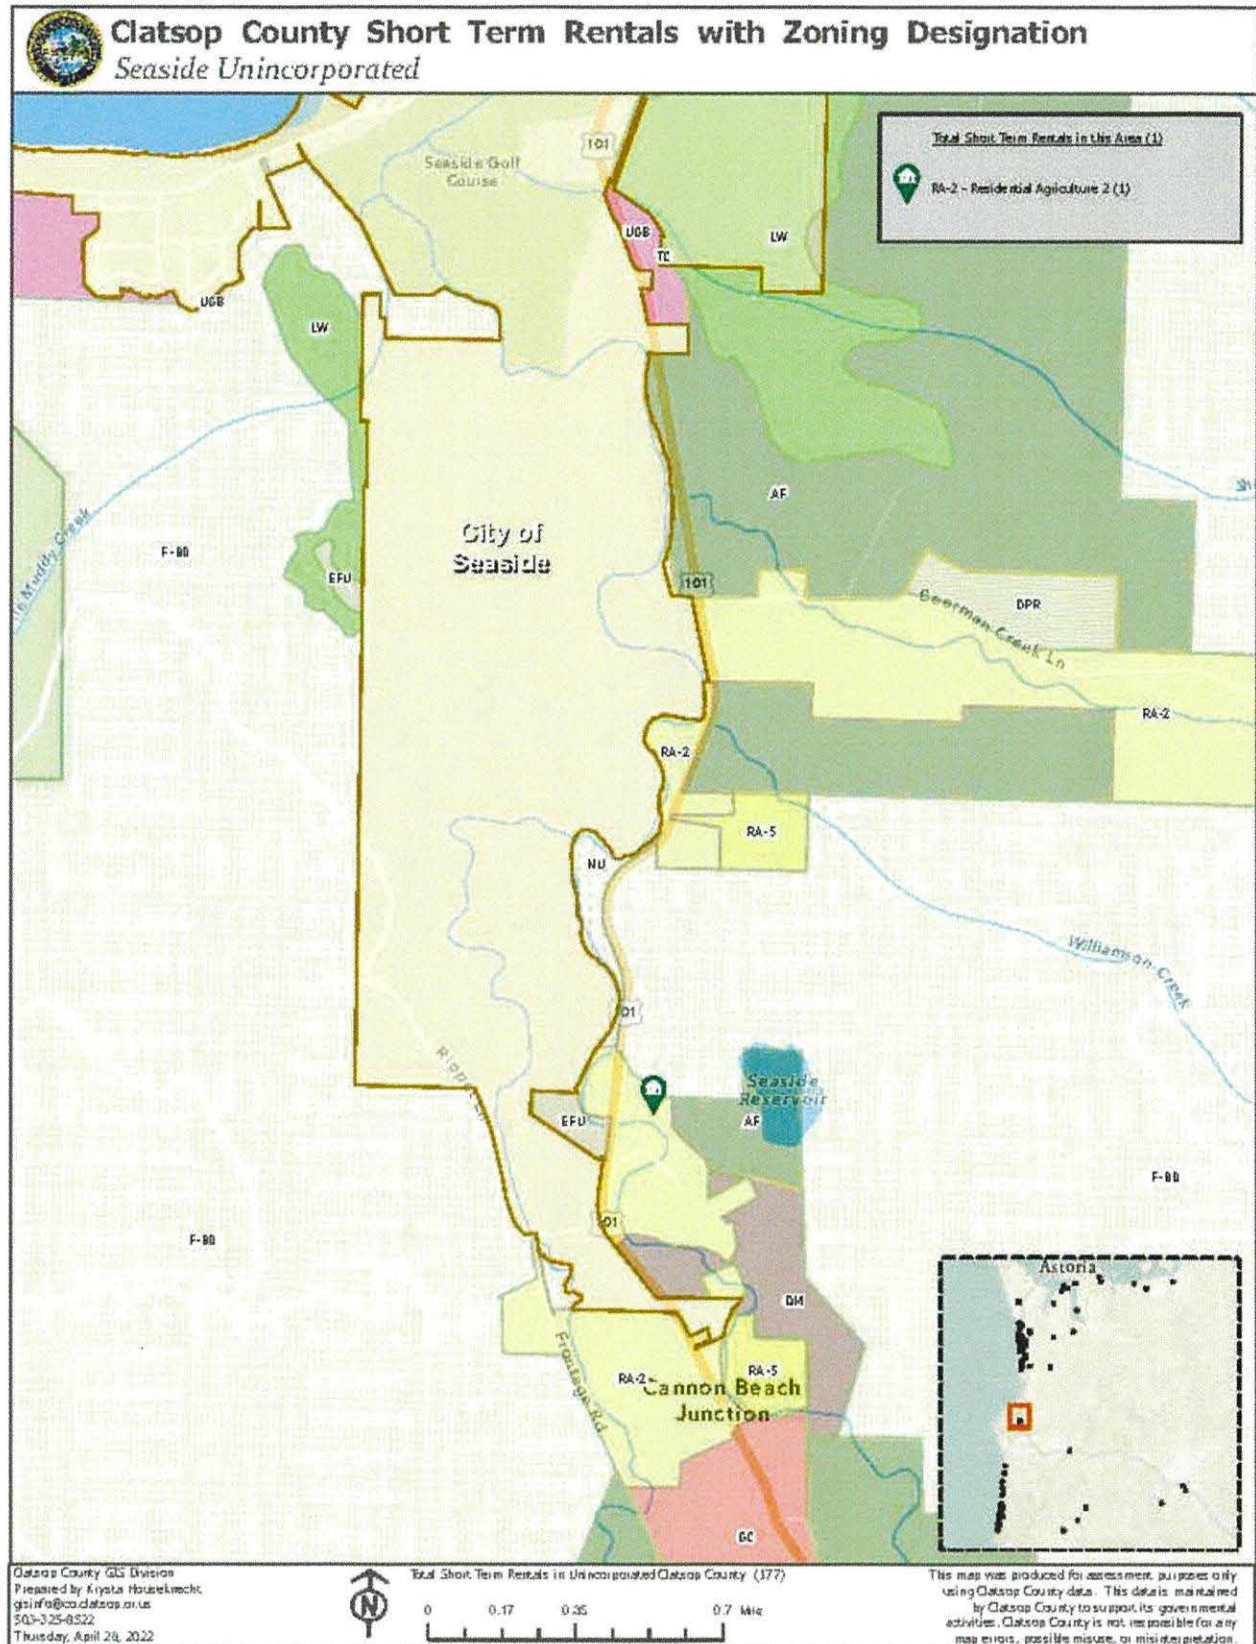 Clatsop County Short Term Rentals with Zoning Designation
Seaside Unincorporated
Total Short Term Rentals in this Area (1)
RA-2 - Residential Agriculture 2 (1)
101
Seaside Golf
Course
UGB
TC
LW
UGB
LW
AF
City of
Seaside
Muddy Creek
F-80
EFU
101
DPR
Beerman Creek Ln
RA-2
RA-2
RA-5
NU
Williamson Creek
01
Rippet Ln
Seaside
Reservoir
EFU
AF
F-80
01
F-80
QM
Astoria
Frontage Rd
RA-2
RA-5
Cannon Beach
Junction
GC
Clatsop County GIS Division
Prepared by Krysta Houseknecht
gisinfo@co.clatsop.or.us
503-325-8522
Thursday, April 28, 2022
N
Total Short Term Rentals in Unincorporated Clatsop County (177)
0 0.17 0.35 0.7 Mile
This map was produced for assessment purposes only
using Clatsop County data. This data is maintained
by Clatsop County to support its governmental
activities. Clatsop County is not responsible for any
map errors, possible misuse, or misinterpretation.